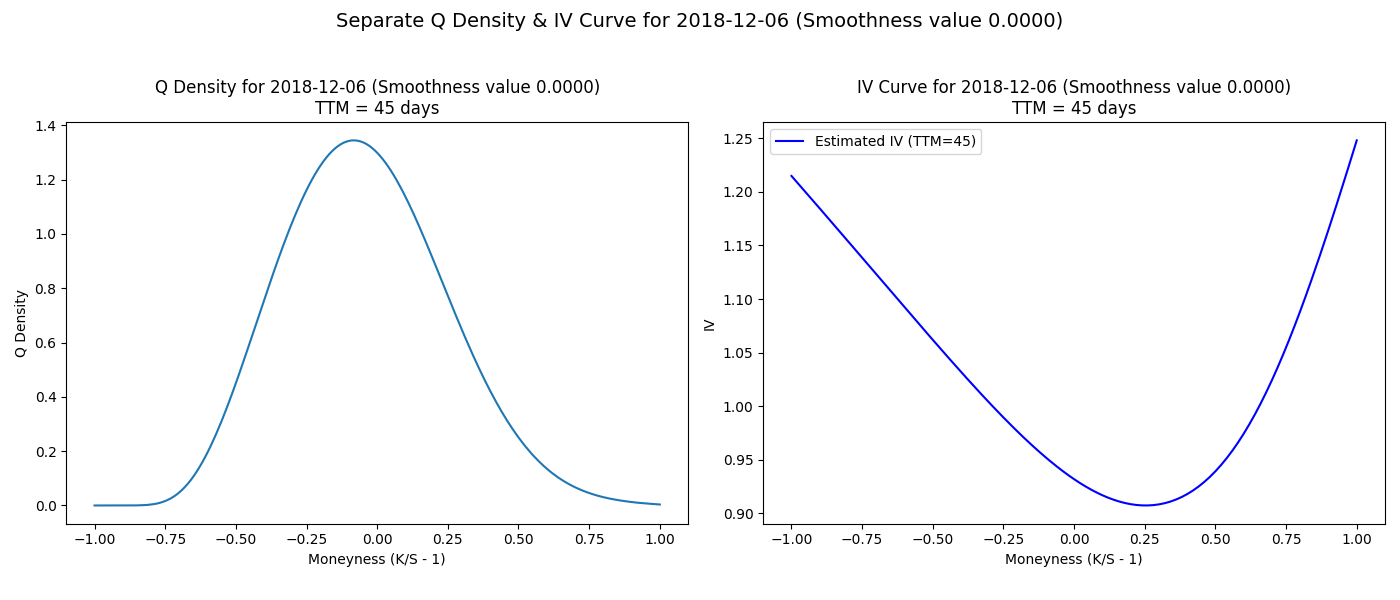 Separate Q Density & IV Curve for 2018-12-06 (Smoothness value 0.0000)
Q Density for 2018-12-06 (Smoothness value 0.0000)
TTM = 45 days
1.4
1.2
1.0
0.8
0.6
0.4
0.2
0.0
Q Density
−1.00 −0.75 −0.50 −0.25 0.00 0.25 0.50 0.75 1.00
Moneyness (K/S - 1)
IV Curve for 2018-12-06 (Smoothness value 0.0000)
TTM = 45 days
Estimated IV (TTM=45)
1.25
1.20
1.15
1.10
1.05
1.00
0.95
0.90
IV
−1.00 −0.75 −0.50 −0.25 0.00 0.25 0.50 0.75 1.00
Moneyness (K/S - 1)